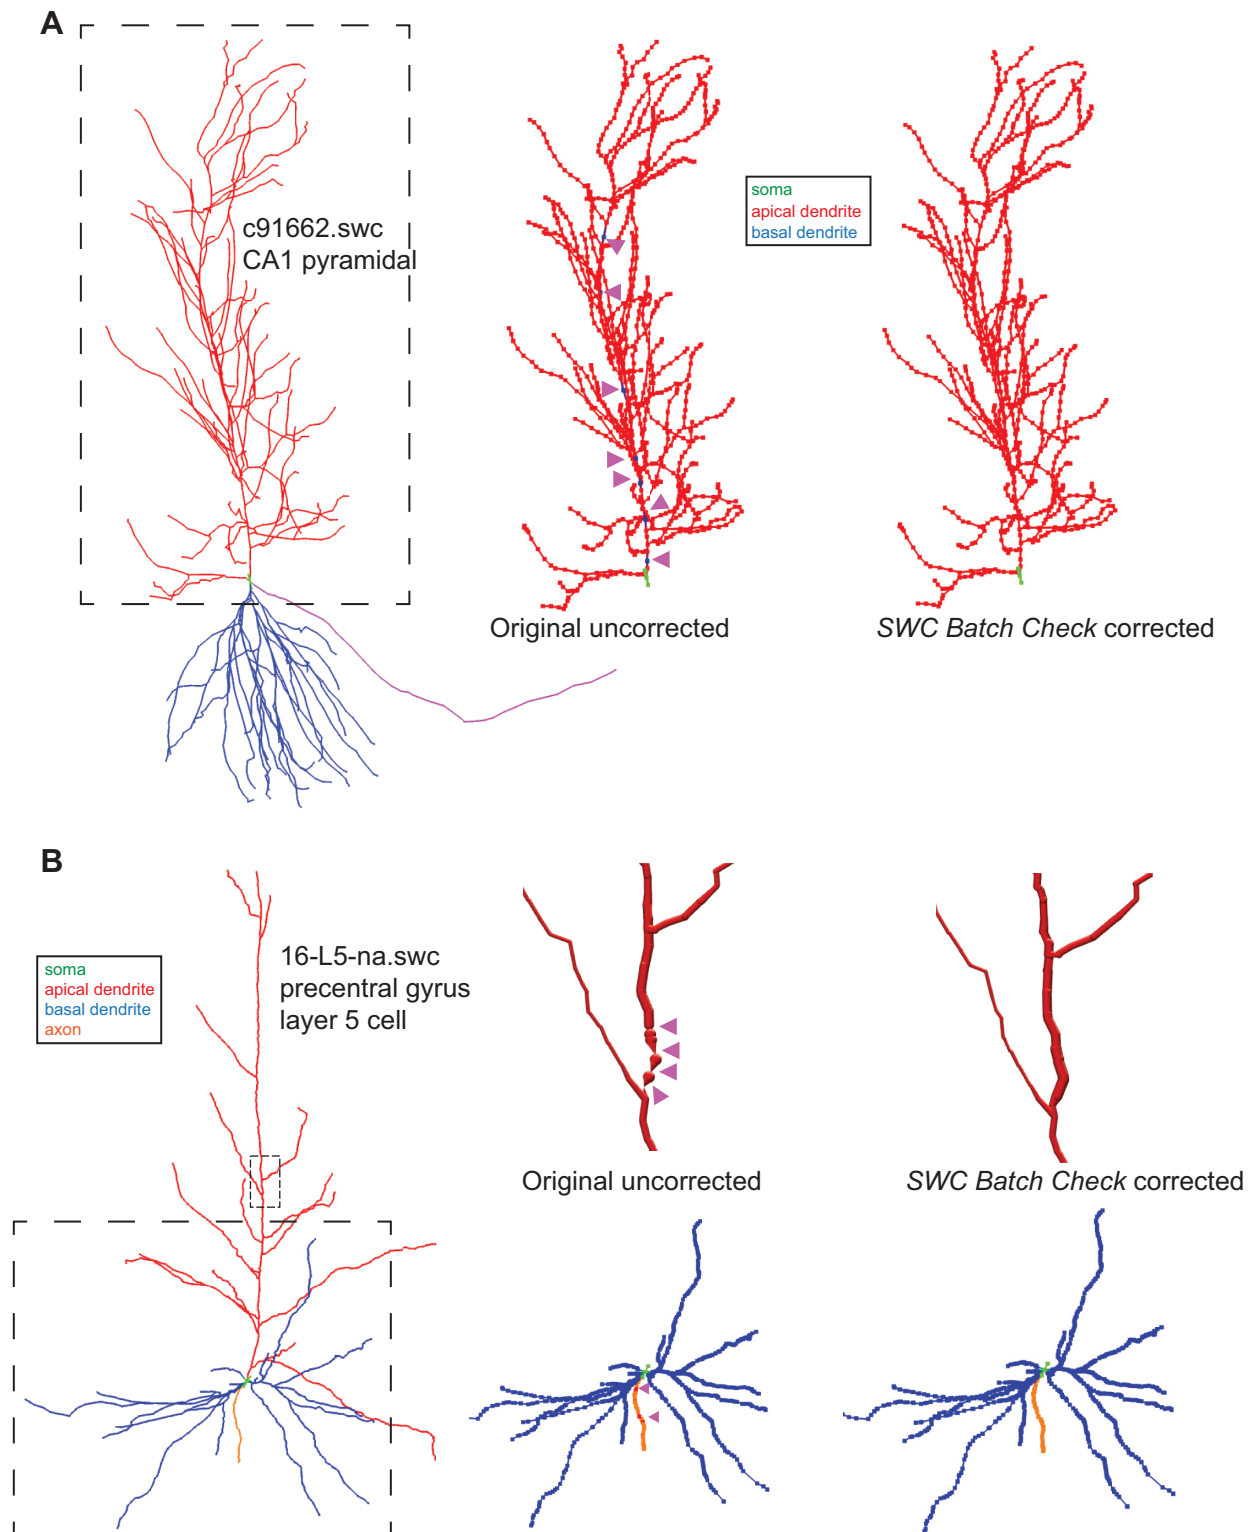 A
c91662.swc
CA1 pyramidal
soma
apical dendrite
basal dendrite
Original uncorrected
SWC Batch Check corrected
B
soma
apical dendrite
basal dendrite
axon
16-L5-na.swc
precentral gyrus
layer 5 cell
Original uncorrected
SWC Batch Check corrected